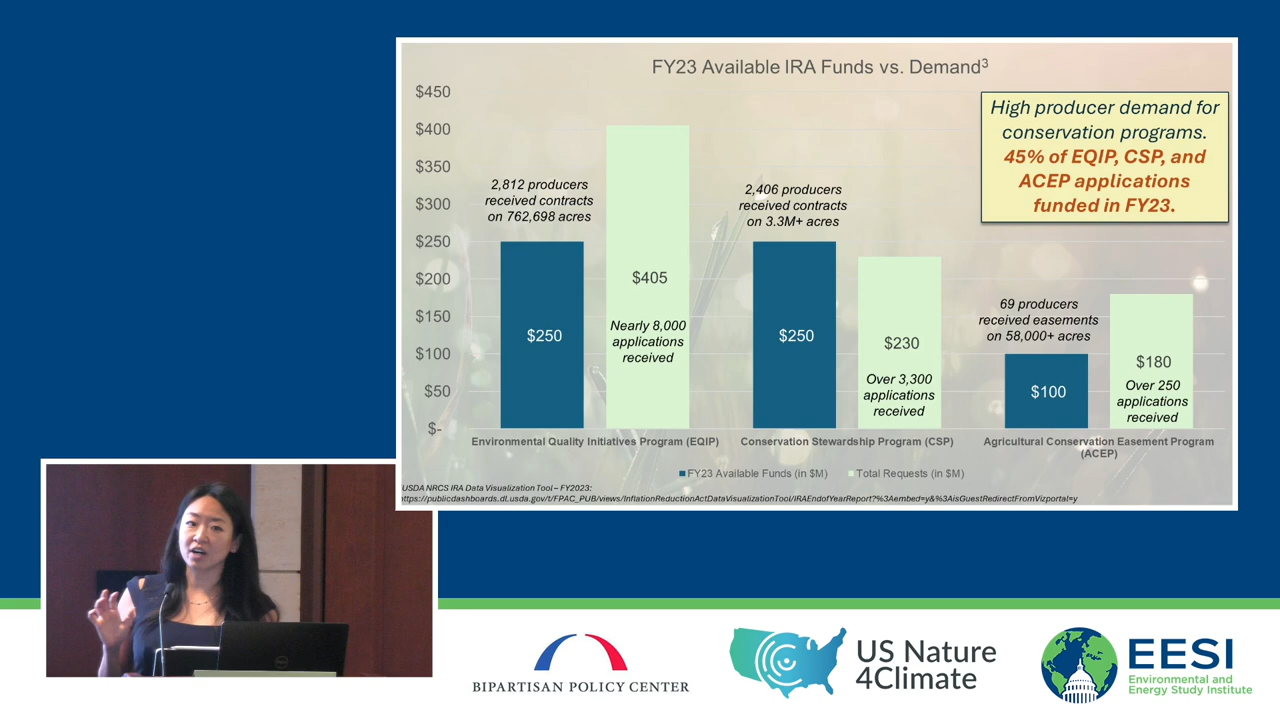 FY23 Available IRA Funds vs. Demand3
$450
$400
$350
$300
$250
$200
$150
$100
$50
$-
High producer demand for
conservation programs.
45% of EQIP, CSP, and
ACEP applications
funded in FY23.
2,812 producers
received contracts
on 762,698 acres
$250
$405
Nearly 8,000
applications
received
2,406 producers
received contracts
on 3.3M+ acres
$250
$230
Over 3,300
applications
received
69 producers
received easements
on 58,000+ acres
$100
$180
Over 250
applications
received
Environmental Quality Initiatives Program (EQIP)
Conservation Stewardship Program (CSP)
Agricultural Conservation Easement Program
(ACEP)
FY23 Available Funds (in $M)
Total Requests (in $M)
USDA NRCS IRA Data Visualization Tool – FY2023:
https://publicdashboards.dl.usda.gov/t/FPAC_PUB/views/InflationReductionActDataVisualizationTool/IRAEndofYearReport?%3Aembed=y&%3AisGuestRedirectFromVizportal=y
DELL
BIPARTISAN POLICY CENTER
US Nature
4Climate
EESI
Environmental and
Energy Study Institute